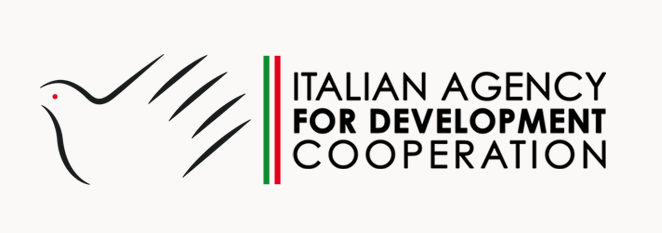 ITALIAN AGENCY
FOR DEVELOPMENT
COOPERATION